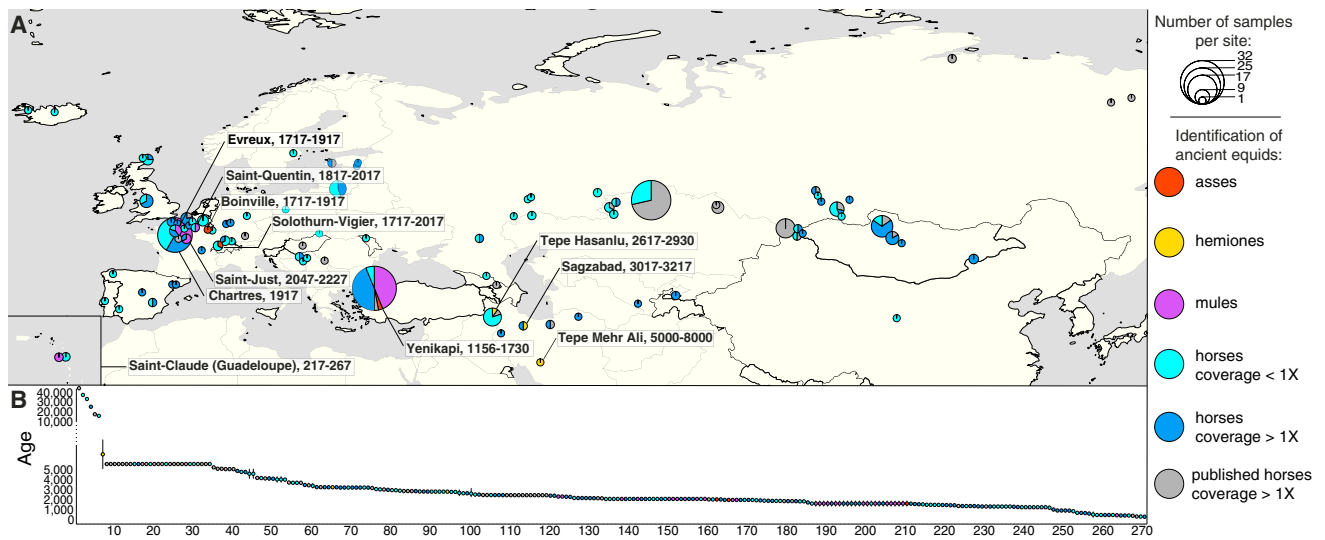 A
Evreux, 1717-1917
Saint-Quentin, 1817-2017
Boinville, 1717-1917
Solothurn-Vigier, 1717-2017
Saint-Just, 2047-2227
Chartres, 1917
Tepe Hasanlu, 2617-2930
Sagzabad, 3017-3217
Tepe Mehr Ali, 5000-8000
Yenikapi, 1156-1730
Saint-Claude (Guadeloupe), 217-267
Number of samples
per site:
32
25
17
9
1
Identification of
ancient equids:
asses
hemiones
mules
horses
coverage < 1X
horses
coverage > 1X
published horses
coverage > 1X
B
Age
40,000
30,000
20,000
10,000
5,000
4,000
3,000
2,000
1,000
0
10 20 30 40 50 60 70 80 90 100 110 120 130 140 150 160 170 180 190 200 210 220 230 240 250 260 270